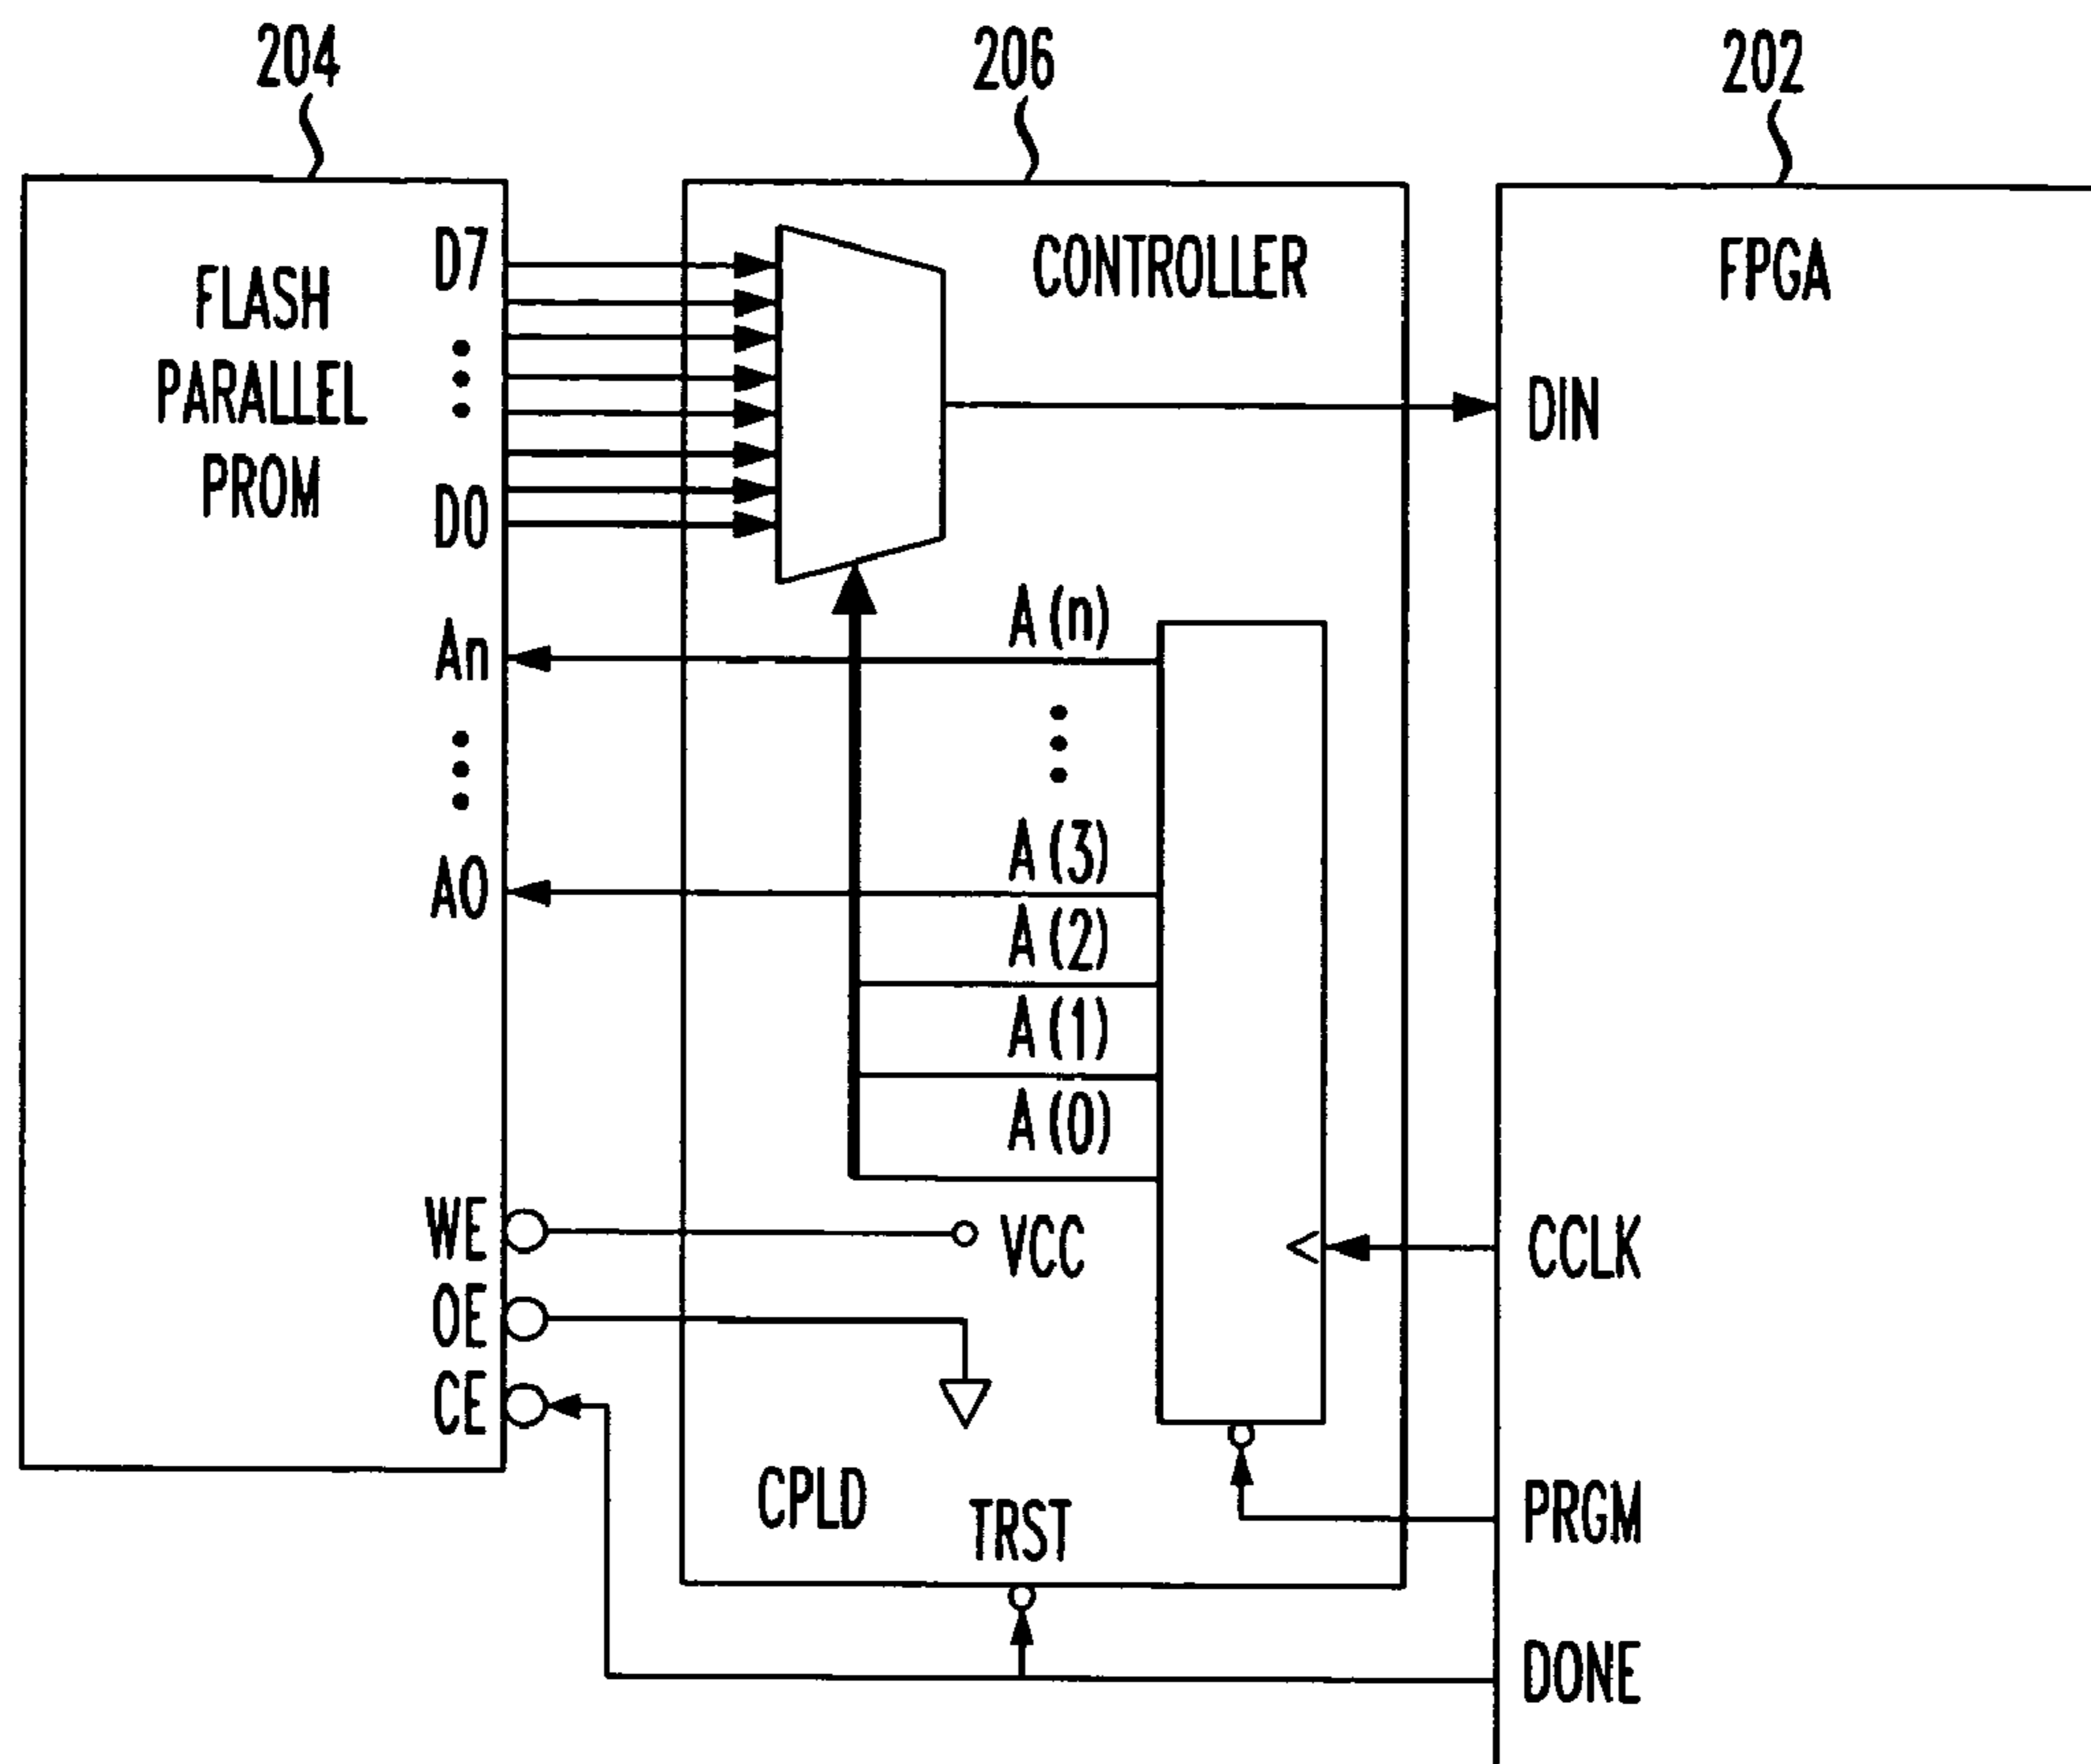 204
206
202
FLASH
PARALLEL
PROM
D7
D0
An
A0
WE
OE
CE
CONTROLLER
A(n)
A(3)
A(2)
A(1)
A(0)
VCC
CPLD
TRST
FPGA
DIN
CCLK
PRGM
DONE